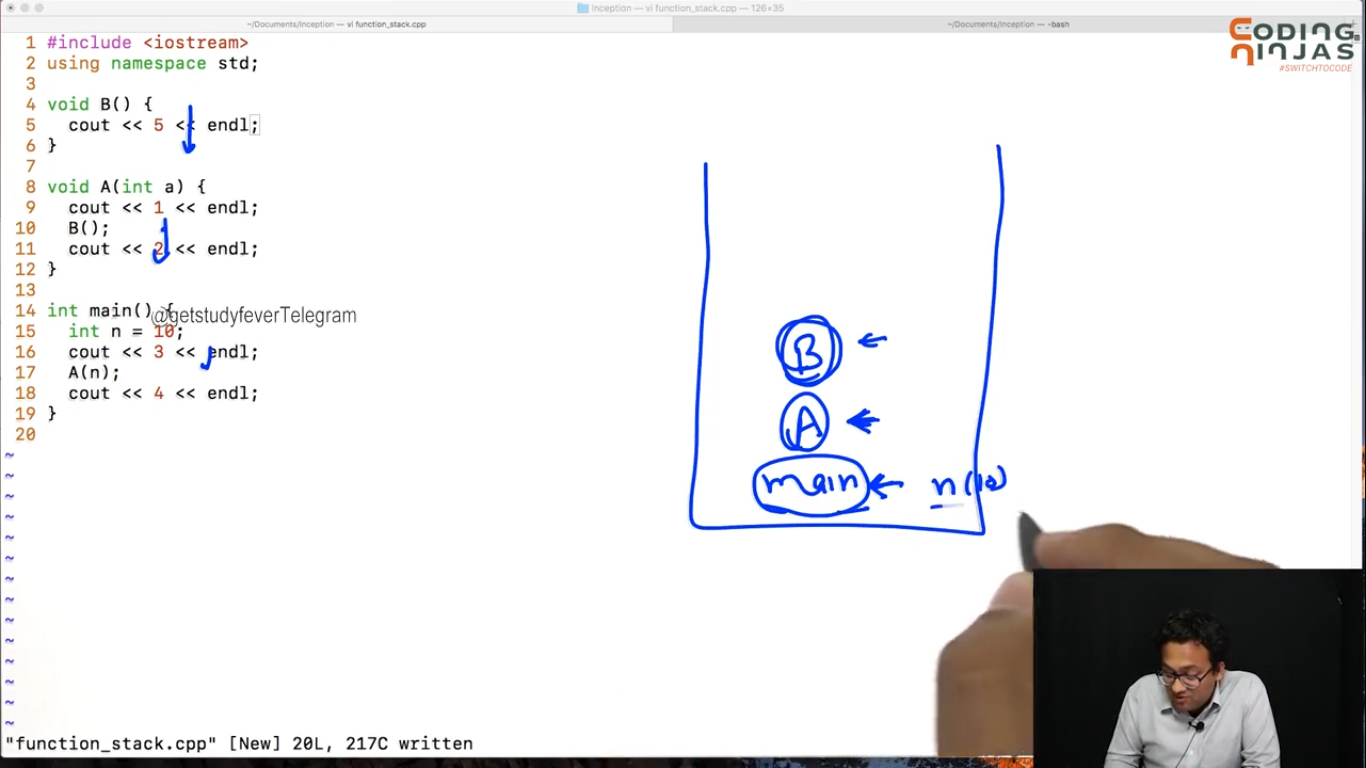 Inception — vi function_stack.cpp — 126×35
~/Documents/Inception — vi function_stack.cpp
~/Documents/Inception — -bash
CODING
NINJAS
#SWITCHTOCODE
1 #include <iostream>
2 using namespace std;
3
4 void B() {
5 cout << 5 << endl;
6 }
7
8 void A(int a) {
9 cout << 1 << endl;
10 B();
11 cout << 2 << endl;
12 }
13
14 int main() {
@getstudyfeverTelegram
15 int n = 10;
16 cout << 3 << endl;
17 A(n);
18 cout << 4 << endl;
19 }
20
~
~
~
~
~
~
~
~
~
~
~
~
~
~
B
A
main n (10)
"function_stack.cpp" [New] 20L, 217C written